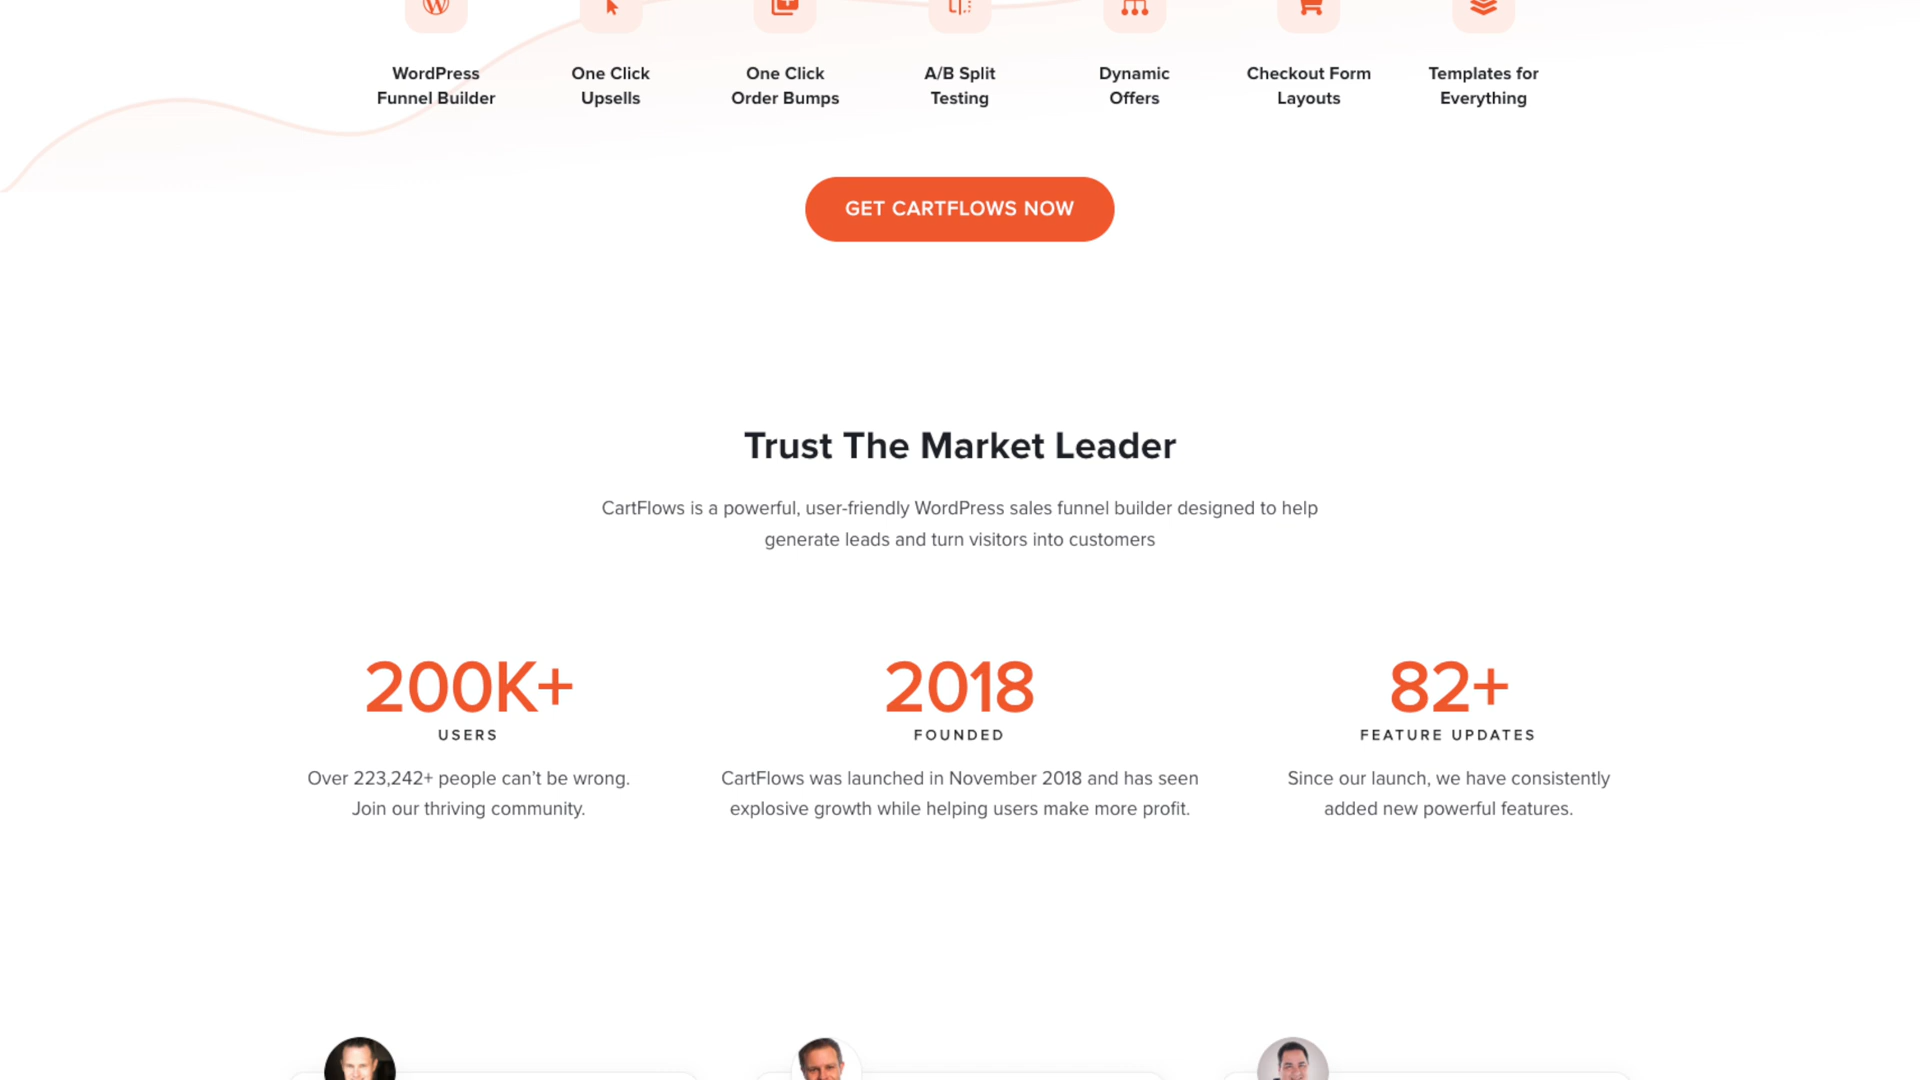 WordPress
Funnel Builder
One Click
Upsells
One Click
Order Bumps
A/B Split
Testing
Dynamic
Offers
Checkout Form
Layouts
Templates for
Everything
GET CARTFLOWS NOW
Trust The Market Leader
CartFlows is a powerful, user-friendly WordPress sales funnel builder designed to help
generate leads and turn visitors into customers
200K+
USERS
Over 223,242+ people can’t be wrong.
Join our thriving community.
2018
FOUNDED
CartFlows was launched in November 2018 and has seen
explosive growth while helping users make more profit.
82+
FEATURE UPDATES
Since our launch, we have consistently
added new powerful features.